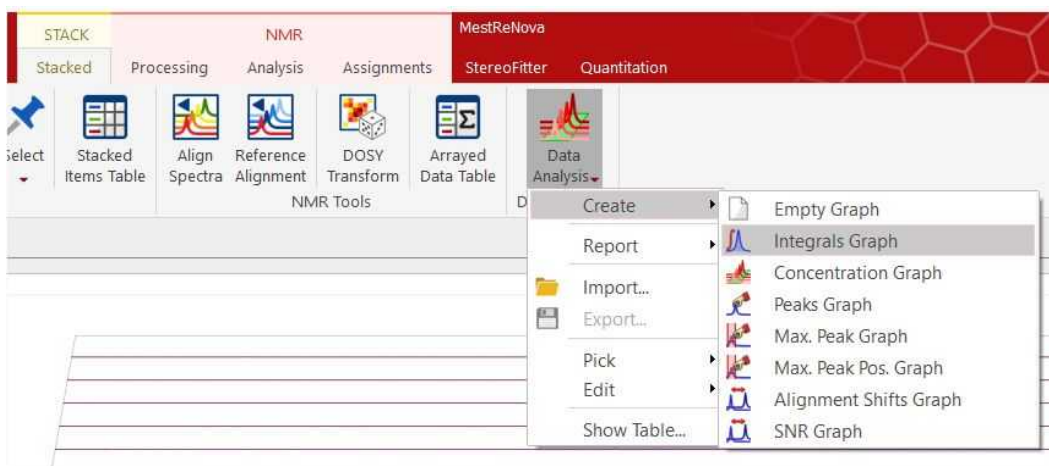 STACK NMR MestReNova
Stacked Processing Analysis Assignments StereoFitter Quantitation
Stacked Items Table
Align Spectra
Reference Alignment
DOSY Transform
Arrayed Data Table
Data Analysis
NMR Tools
Create
Report
Import...
Export...
Pick
Edit
Show Table...
Empty Graph
Integrals Graph
Concentration Graph
Peaks Graph
Max. Peak Graph
Max. Peak Pos. Graph
Alignment Shifts Graph
SNR Graph